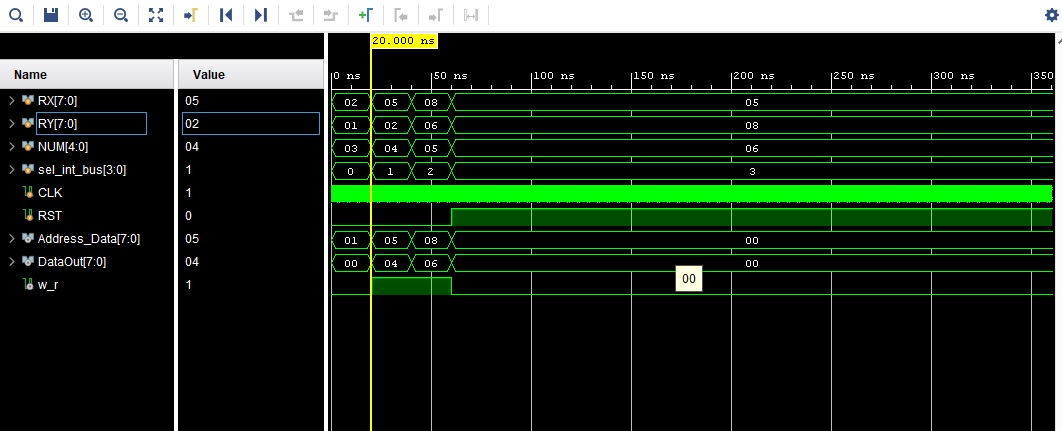 20.000 ns
Name Value
0 ns 50 ns 100 ns 150 ns 200 ns 250 ns 300 ns 350
RX[7:0] 05 02 05 08 05
RY[7:0] 02 01 02 06 08
NUM[4:0] 04 03 04 05 06
sel_int_bus[3:0] 1 0 1 2 3
CLK 1
RST 0
Address_Data[7:0] 05 01 05 08 00
DataOut[7:0] 04 00 04 06 00
w_r 1
00